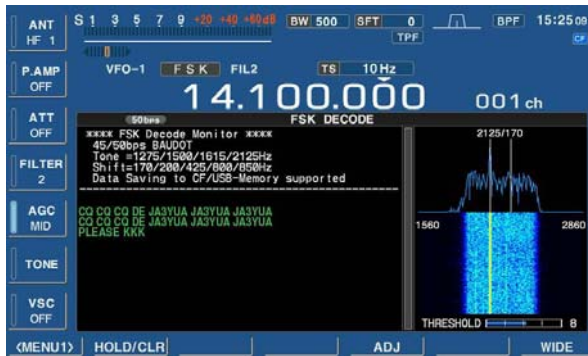 ANT
HF 1
S 1 3 5 7 9 +20 +40 +60dB
BW 500
SFT 0
TPF
BPF
15:25 09
CF
P.AMP
OFF
VFO-1 FSK FIL2
TS 10Hz
14.100.000
001 ch
ATT
OFF
50bps
FSK DECODE
**** FSK Decode Monitor ****
45/50bps BAUDOT
Tone =1275/1500/1615/2125Hz
Shift=170/200/425/800/850Hz
Data Saving to CF/USB-Memory supported
--------------------------------
2125/170
FILTER
2
AGC
MID
CQ CQ CQ DE JA3YUA JA3YUA JA3YUA
CQ CQ CQ DE JA3YUA JA3YUA JA3YUA
PLEASE KKK
1560
2860
TONE
VSC
OFF
THRESHOLD 8
<MENU1>
HOLD/CLR
ADJ
WIDE